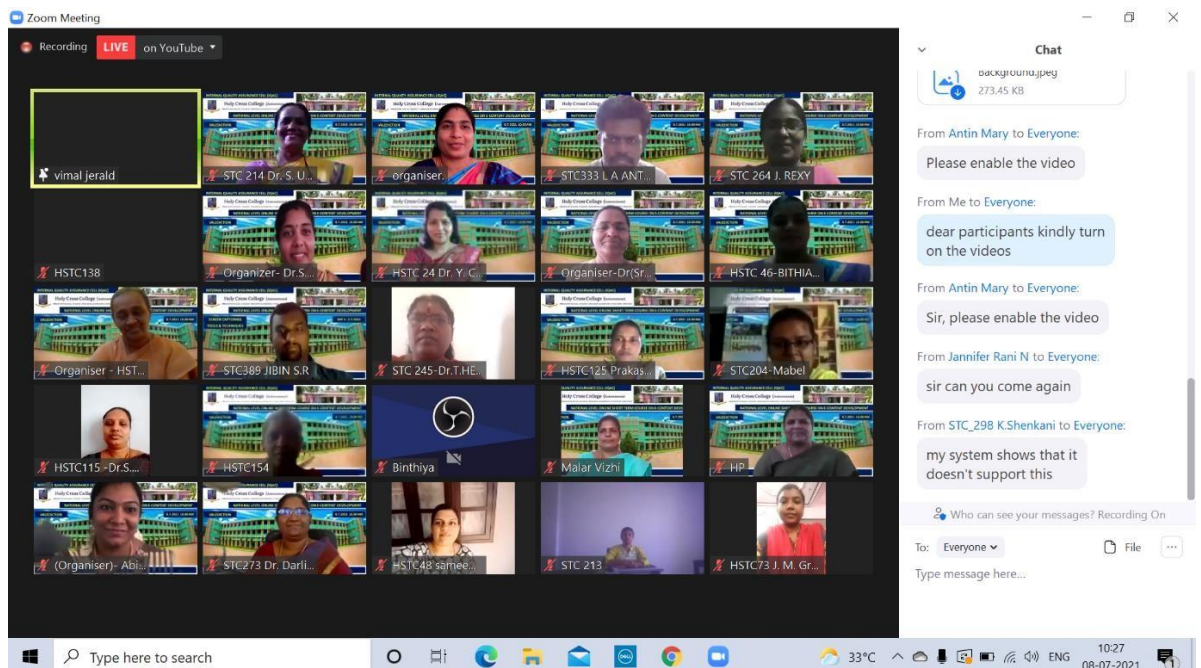 Zoom Meeting
Recording LIVE on YouTube
Chat
Background.jpeg
273.45 KB
From Antin Mary to Everyone:
Please enable the video
From Me to Everyone:
dear participants kindly turn
on the videos
From Antin Mary to Everyone:
Sir, please enable the video
From Jannifer Rani N to Everyone:
sir can you come again
From STC_298 K.Shenkani to Everyone:
my system shows that it
doesn't support this
Who can see your messages? Recording On
To: Everyone File ...
Type message here...
vimal jerald
STC 214 Dr. S. U...
organiser.
STC333 L A ANT...
STC 264 J. REXY
HSTC138
Organizer- Dr.S....
HSTC 24 Dr. Y. C...
Organiser-Dr(Sr...
HSTC 46-BITHIA...
Organiser - HST...
STC389 JIBIN S.R
STC 245-Dr.T.HE...
HSTC125 Prakas...
STC204-Mabel
HSTC115 -Dr.S....
HSTC154
Binthiya
Malar Vizhi
HP
(Organiser)- Abi...
STC273 Dr. Darli...
HSTC48 samee...
STC 213
HSTC73 J. M. Gr...
Holy Cross College
Type here to search
33°C ENG 10:27
08-07-2021